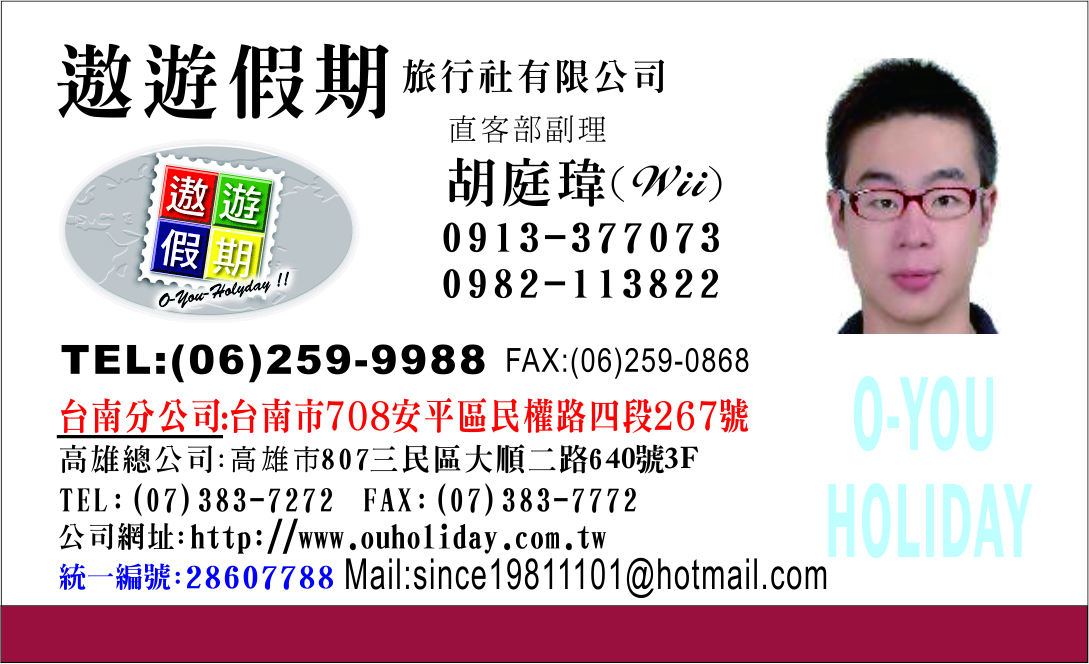 遨遊假期 旅行社有限公司
直客部副理
胡庭瑋(Wii)
0913-377073
0982-113822
遨遊
假期
O-You-Holyday !!
TEL:(06)259-9988 FAX:(06)259-0868
台南分公司:台南市708安平區民權路四段267號
高雄總公司:高雄市807三民區大順二路640號3F
TEL:(07)383-7272 FAX:(07)383-7772
公司網址:http://www.ouholiday.com.tw
統一編號:28607788 Mail:since19811101@hotmail.com
O-YOU
HOLIDAY